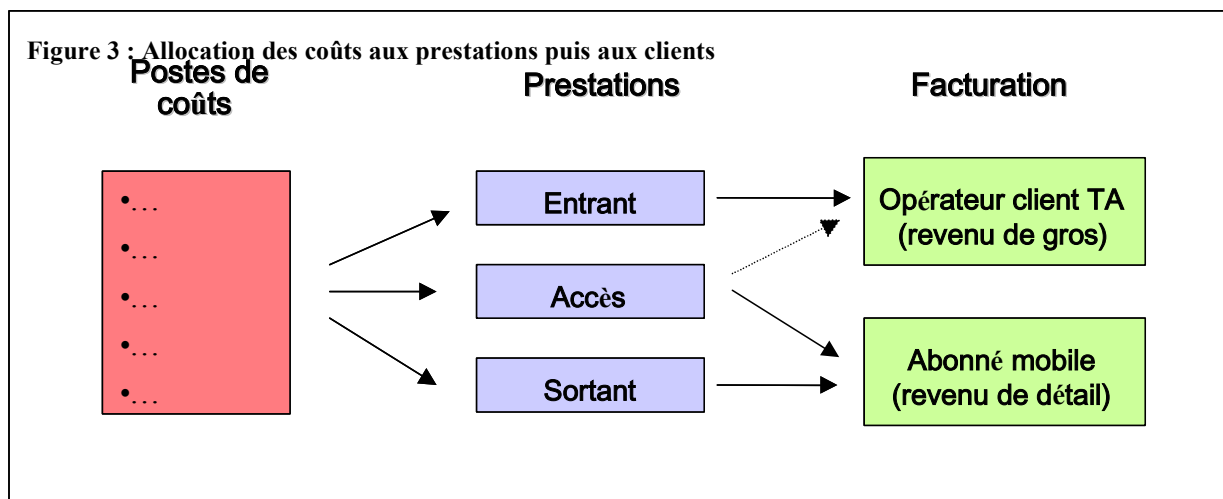 Figure 3 : Allocation des coûts aux prestations puis aux clients
Postes de
coûts
Prestations
Facturation
•…
•…
•…
•…
•…
Entrant
Accès
Sortant
Opérateur client TA
(revenu de gros)
Abonné mobile
(revenu de détail)